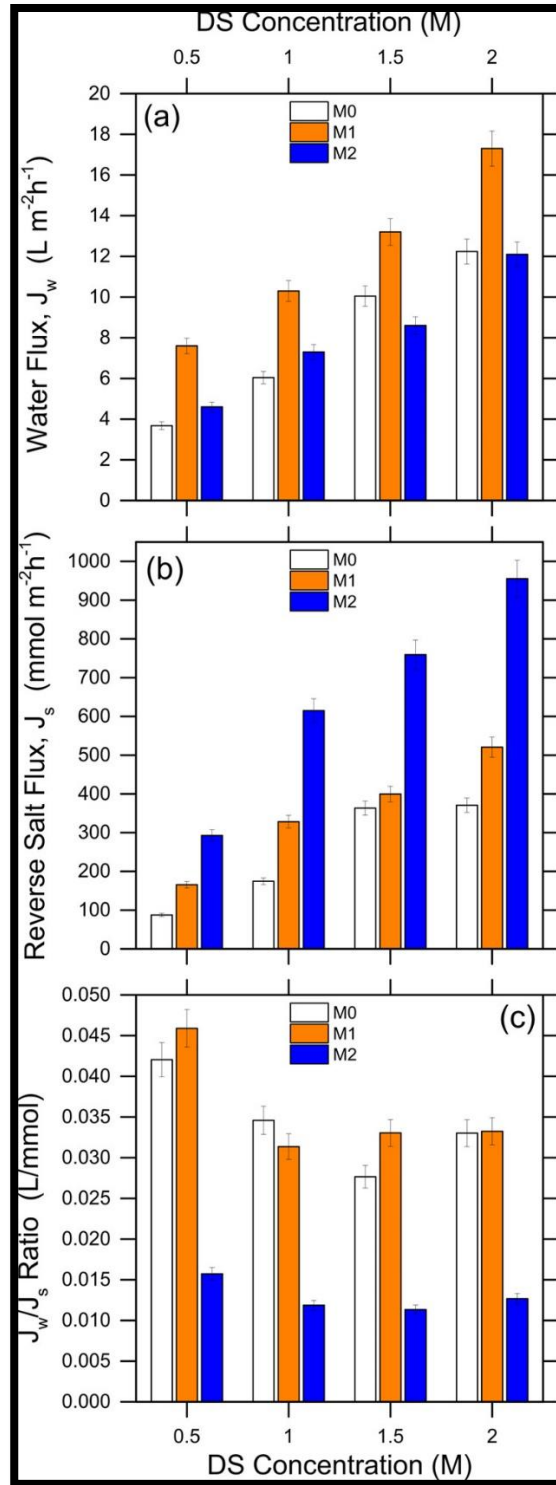 DS Concentration (M)
0.5 1 1.5 2
(a)
M0
M1
M2
Water Flux, J_w (L m⁻²h⁻¹)
20
18
16
14
12
10
8
6
4
2
0
(b)
M0
M1
M2
Reverse Salt Flux, J_s (mmol m⁻²h⁻¹)
1000
900
800
700
600
500
400
300
200
100
0
(c)
M0
M1
M2
J_w/J_s Ratio (L/mmol)
0.050
0.045
0.040
0.035
0.030
0.025
0.020
0.015
0.010
0.005
0.000
0.5 1 1.5 2
DS Concentration (M)